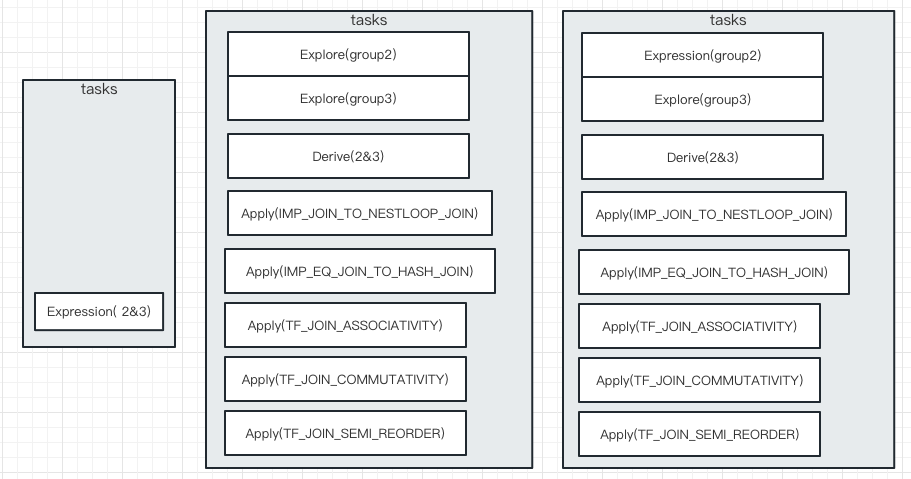 tasks
Expression( 2&3)
tasks
Explore(group2)
Explore(group3)
Derive(2&3)
Apply(IMP_JOIN_TO_NESTLOOP_JOIN)
Apply(IMP_EQ_JOIN_TO_HASH_JOIN)
Apply(TF_JOIN_ASSOCIATIVITY)
Apply(TF_JOIN_COMMUTATIVITY)
Apply(TF_JOIN_SEMI_REORDER)
tasks
Expression(group2)
Explore(group3)
Derive(2&3)
Apply(IMP_JOIN_TO_NESTLOOP_JOIN)
Apply(IMP_EQ_JOIN_TO_HASH_JOIN)
Apply(TF_JOIN_ASSOCIATIVITY)
Apply(TF_JOIN_COMMUTATIVITY)
Apply(TF_JOIN_SEMI_REORDER)